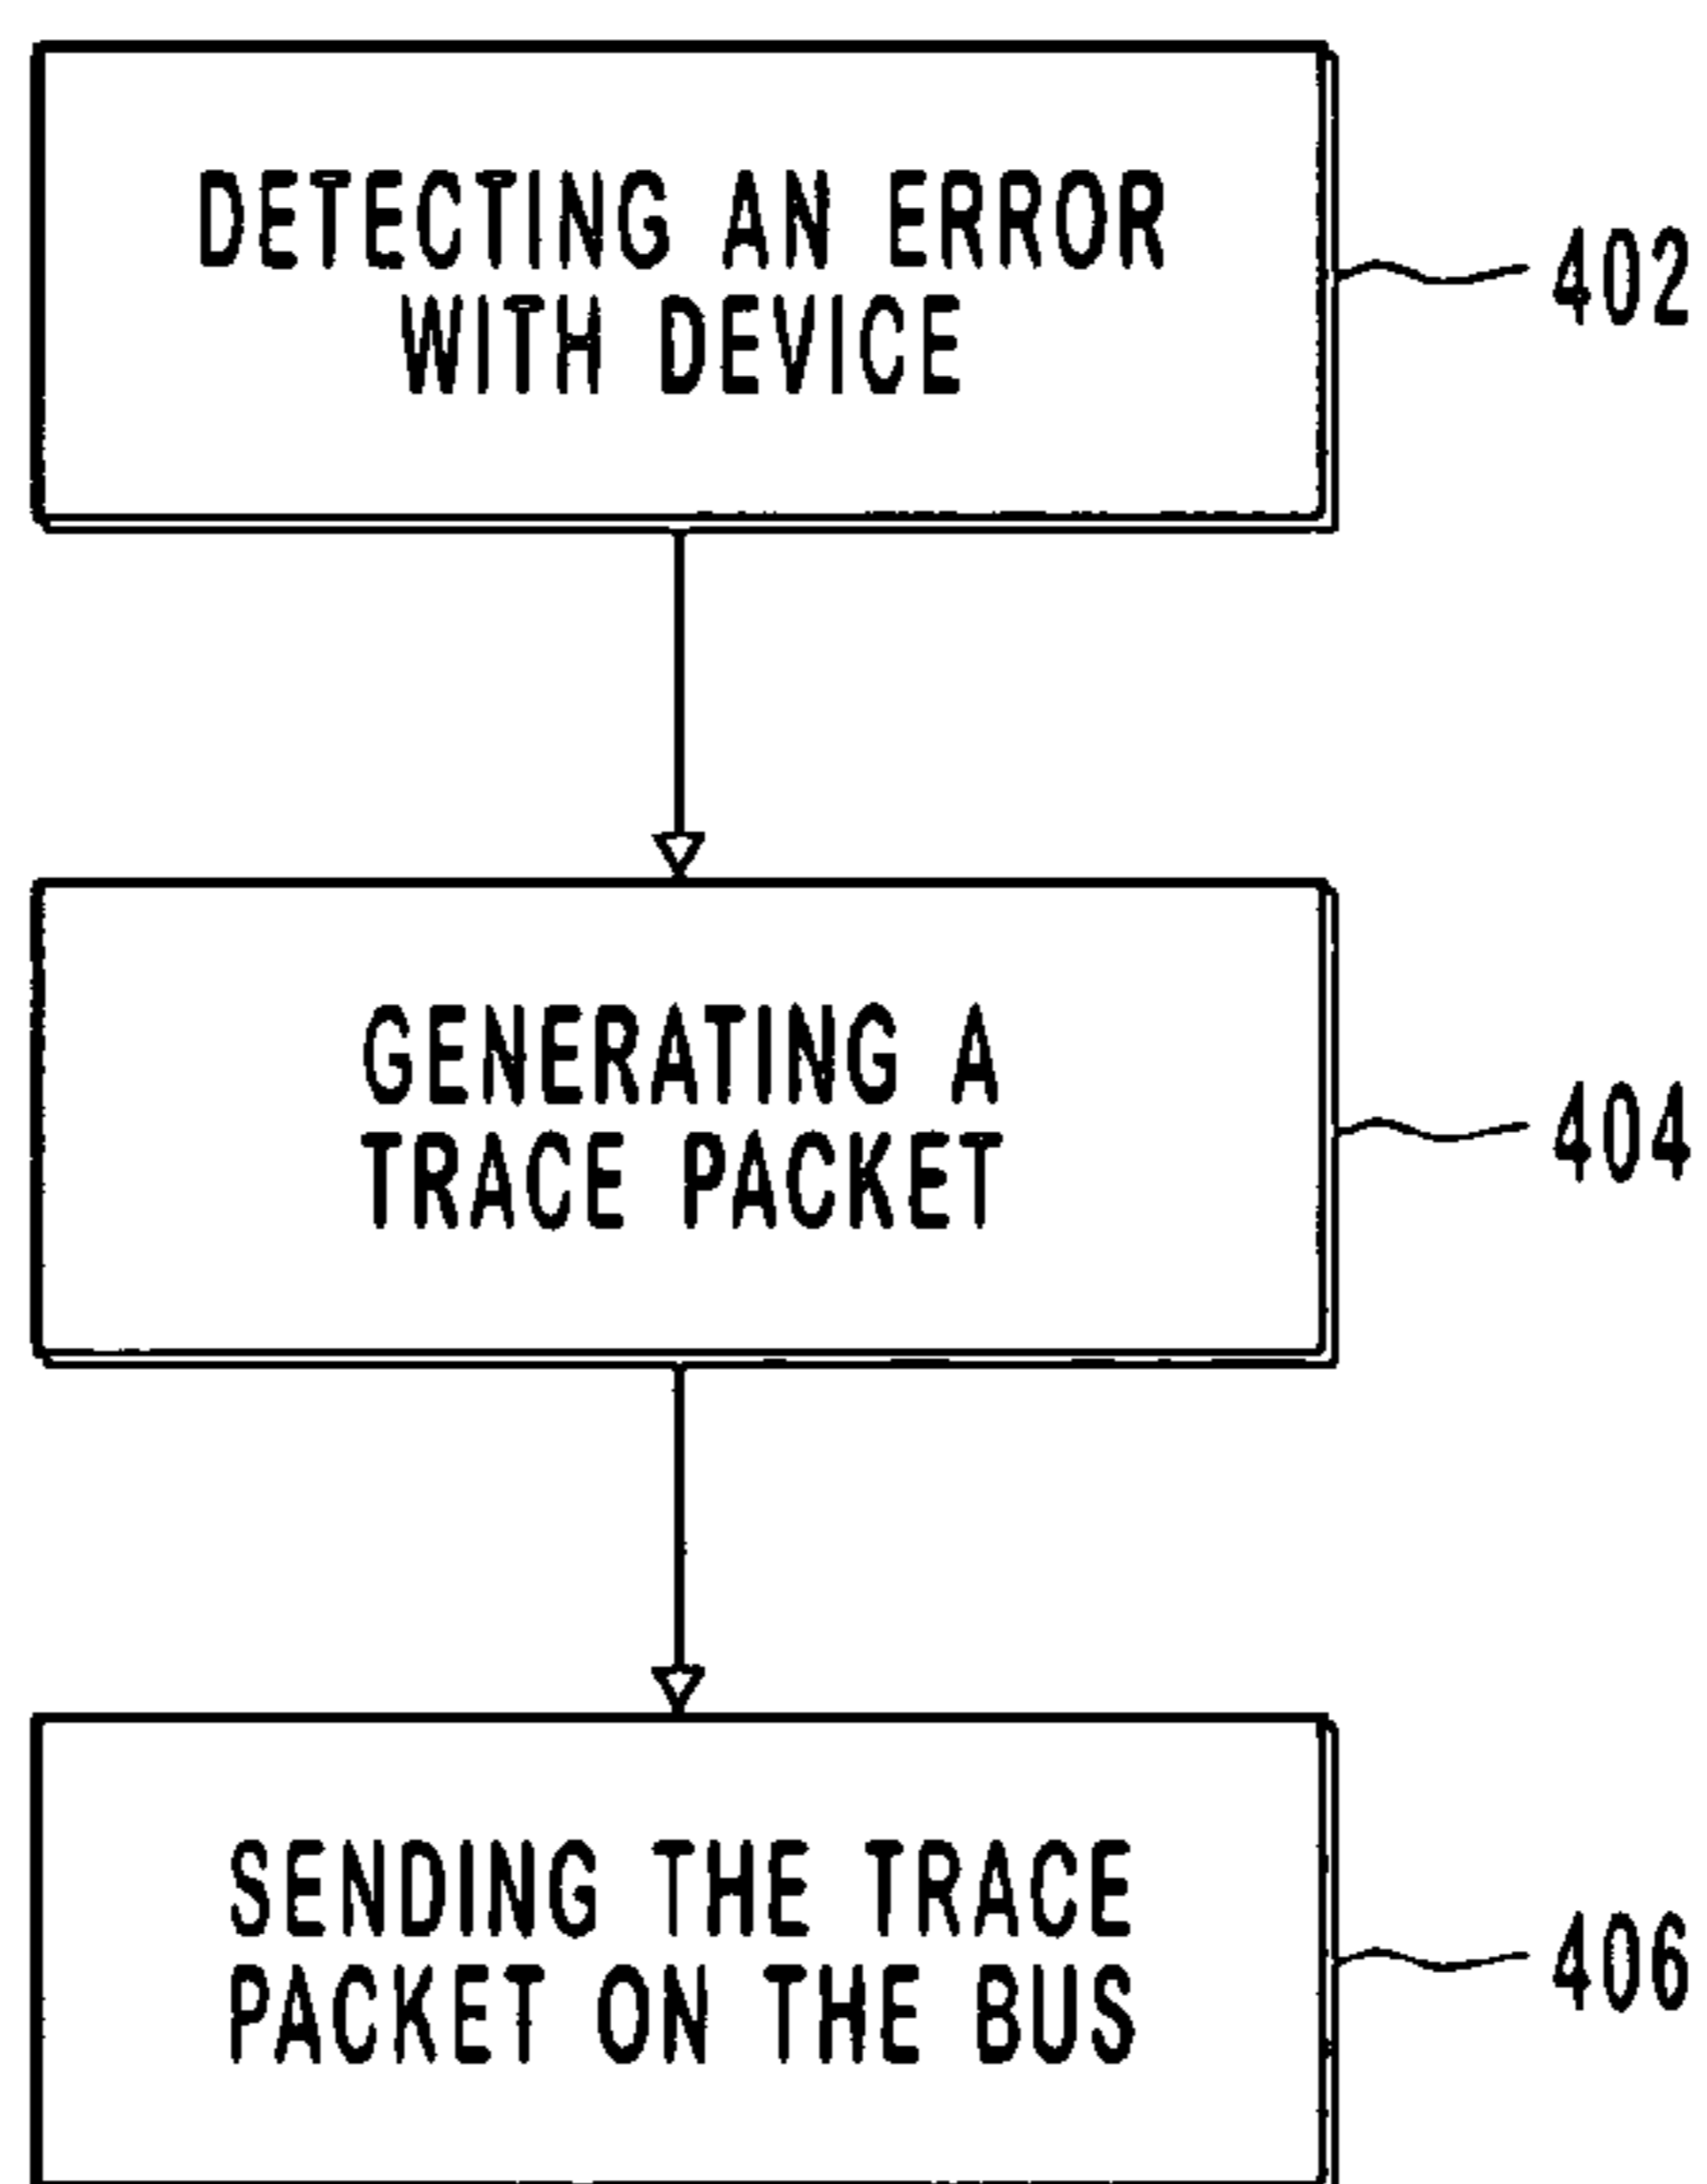 DETECTING AN ERROR
WITH DEVICE
402
GENERATING A
TRACE PACKET
404
SENDING THE TRACE
PACKET ON THE BUS
406